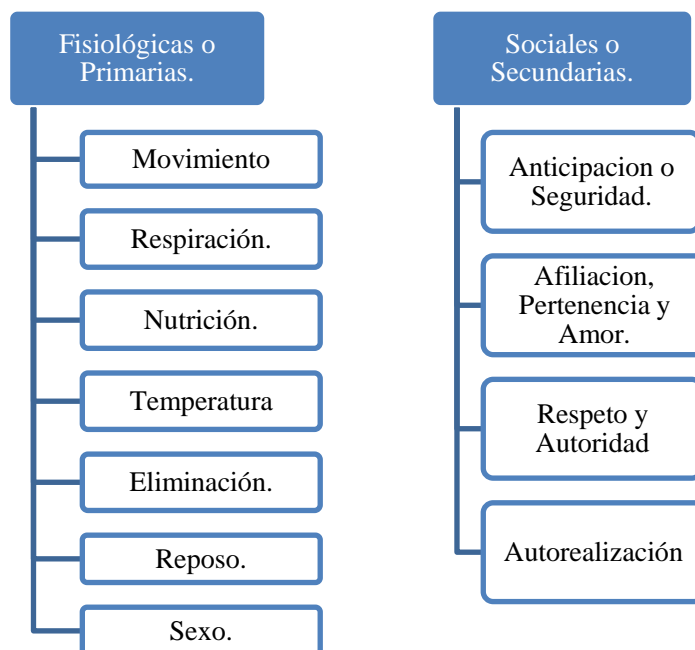 Fisiológicas o
Primarias.
Movimiento
Respiración.
Nutrición.
Temperatura
Eliminación.
Reposo.
Sexo.
Sociales o
Secundarias.
Anticipacion o
Seguridad.
Afiliacion,
Pertenencia y
Amor.
Respeto y
Autoridad
Autorealización